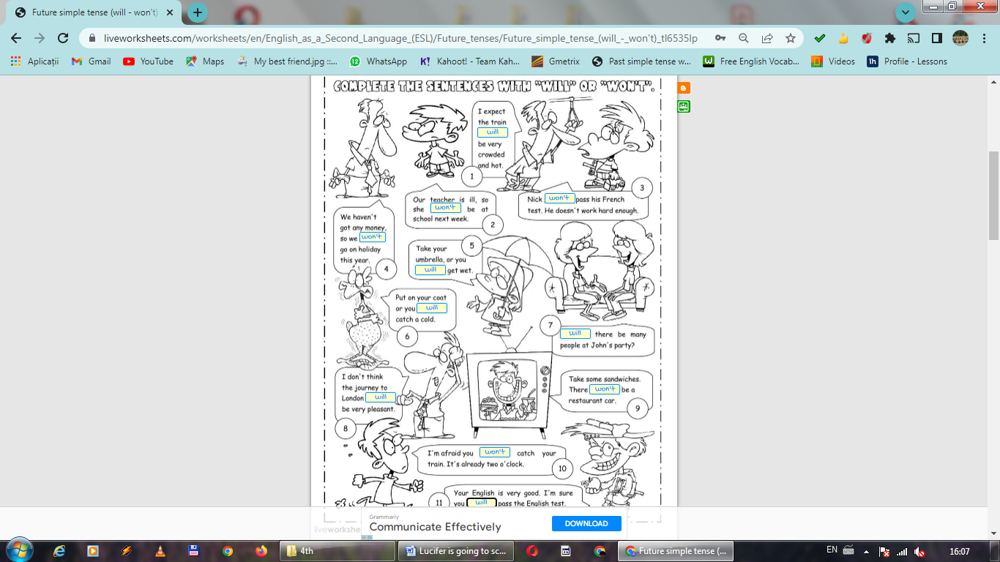 Future simple tense (will - won't)
liveworksheets.com/worksheets/en/English_as_a_Second_Language_(ESL)/Future_tenses/Future_simple_tense_(will_-_won't)_tl6535lp
Aplicații Gmail YouTube Maps My best friend.jpg ::... 12 WhatsApp K! Kahoot! - Team Kah... Gmetrix Past simple tense w... W Free English Vocab... Videos lh Profile - Lessons
COMPLETE THE SENTENCES WITH "WILL" OR "WON'T".
I expect
the train
will
be very
crowded
and hot.
1
Our teacher is ill, so
she won't be at
school next week.
2
Nick won't pass his French
test. He doesn't work hard enough.
3
We haven't
got any money,
so we won't
go on holiday
this year.
4
Take your
umbrella, or you
will get wet.
5
Put on your coat
or you will
catch a cold.
6
7
will there be many
people at John's party?
I don't think
the journey to
London will
be very pleasant.
8
Take some sandwiches.
There won't be a
restaurant car.
9
I'm afraid you won't catch your
train. It's already two o'clock.
10
11
Your English is very good. I'm sure
you will pass the English test.
liveworkshe
Grammarly
Communicate Effectively
DOWNLOAD
4th
Lucifer is going to sc...
Future simple tense (...
EN
16:07